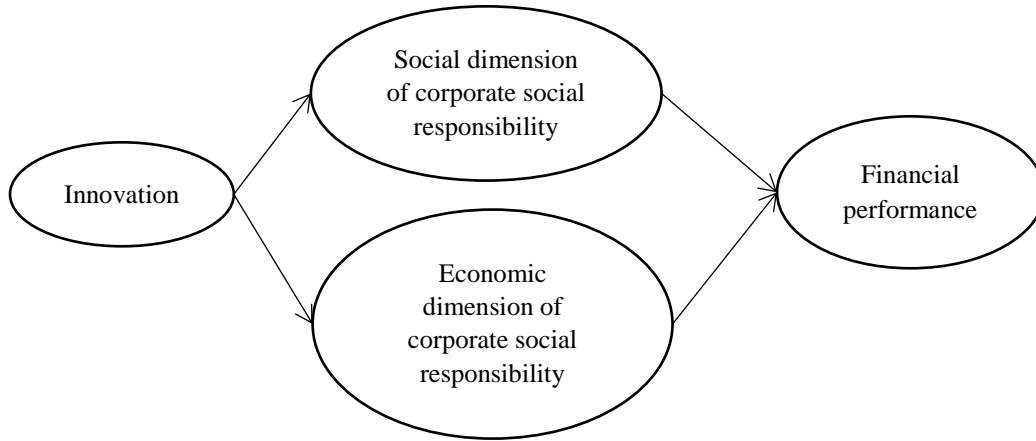 Social dimension
of corporate social
responsibility
Innovation
Financial
performance
Economic
dimension of
corporate social
responsibility